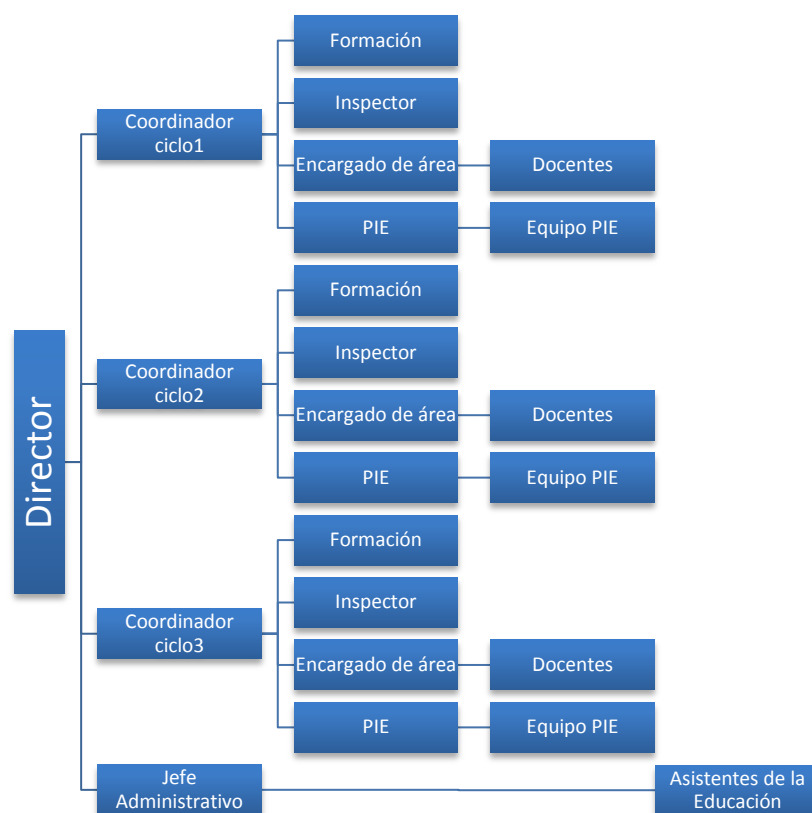 Director
Coordinador
ciclo1
Formación
Inspector
Encargado de área
Docentes
PIE
Equipo PIE
Coordinador
ciclo2
Formación
Inspector
Encargado de área
Docentes
PIE
Equipo PIE
Coordinador
ciclo3
Formación
Inspector
Encargado de área
Docentes
PIE
Equipo PIE
Jefe
Administrativo
Asistentes de la
Educación